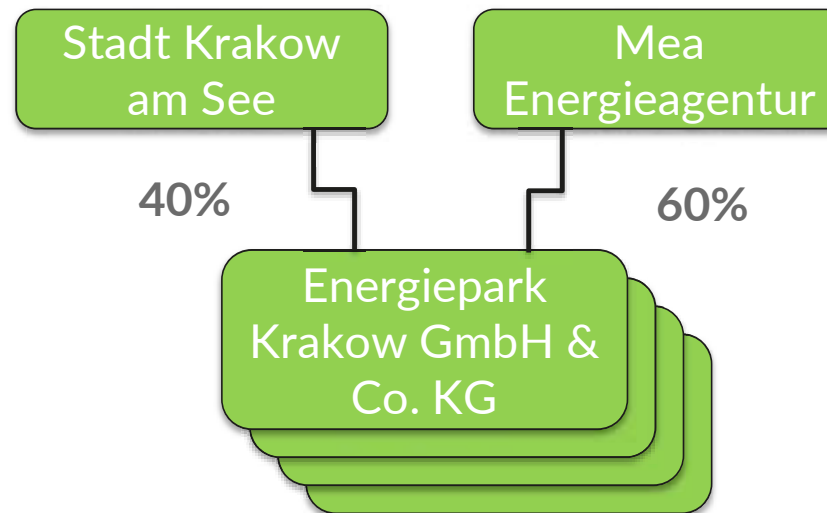 Stadt Krakow
am See
Mea
Energieagentur
40%
60%
Energiepark
Krakow GmbH &
Co. KG